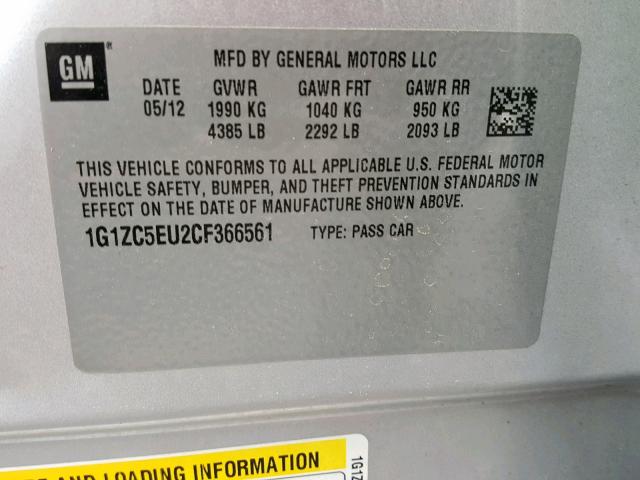 GM
MFD BY GENERAL MOTORS LLC
DATE GVWR GAWR FRT GAWR RR
05/12 1990 KG 1040 KG 950 KG
4385 LB 2292 LB 2093 LB
THIS VEHICLE CONFORMS TO ALL APPLICABLE U.S. FEDERAL MOTOR
VEHICLE SAFETY, BUMPER, AND THEFT PREVENTION STANDARDS IN
EFFECT ON THE DATE OF MANUFACTURE SHOWN ABOVE.
1G1ZC5EU2CF366561 TYPE: PASS CAR
AND LOADING INFORMATION
1G1Z